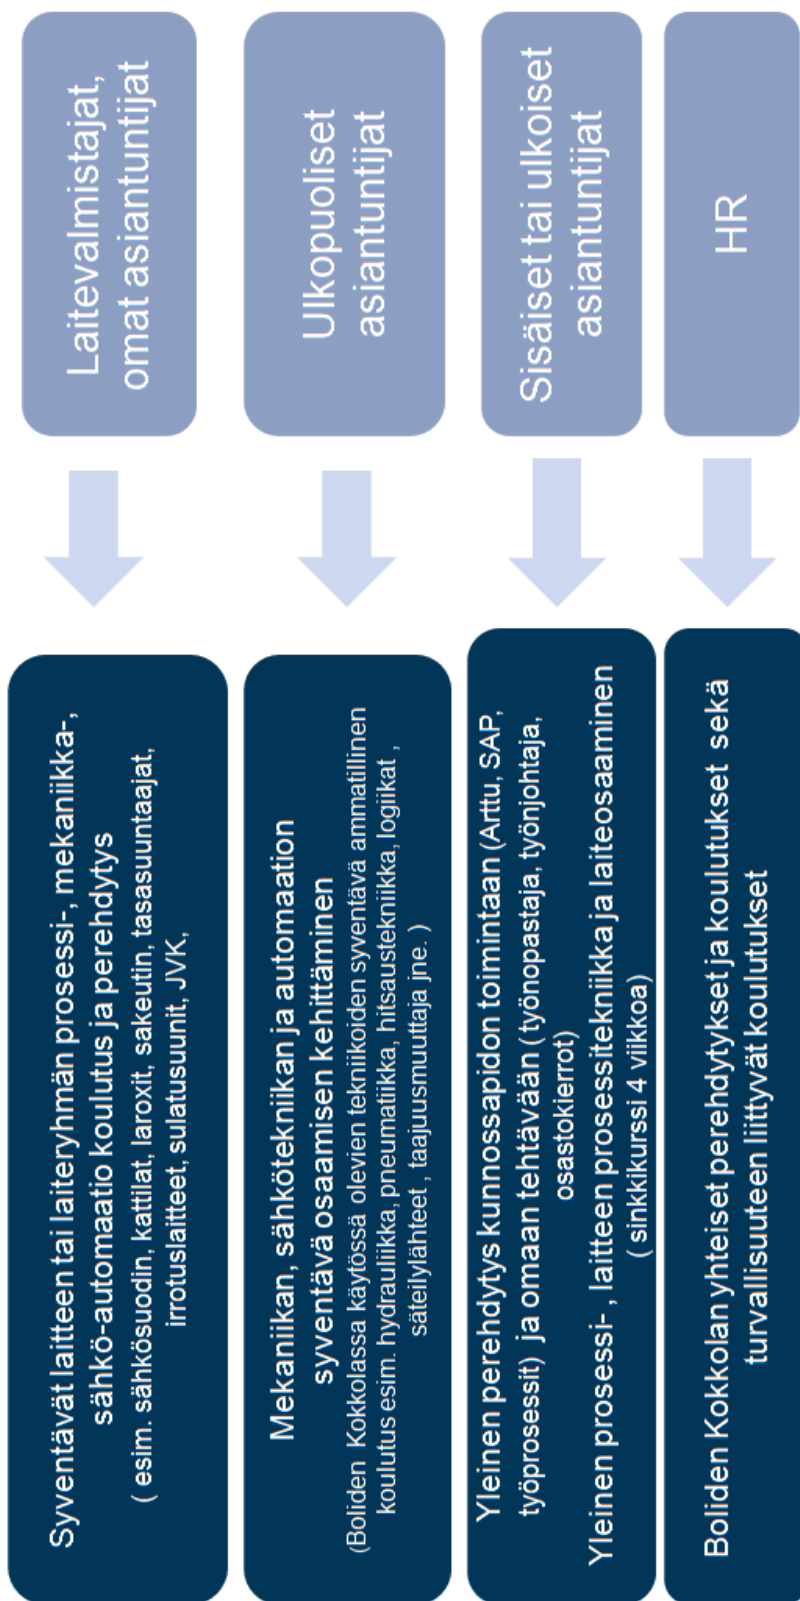 Syventävät laitteen tai laiteryhmän prosessi-, mekaniikka-,
sähkö-automaatio koulutus ja perehdytys
( esim. sähkösuodin, kattilat, laroxit, sakeutin, tasasuuntaajat,
irrotuslaitteet, sulatusuunit, JVK,
Laitevalmistajat,
omat asiantuntijat
Mekaniikan, sähkötekniikan ja automaation
syventävä osaamisen kehittäminen
(Boliden Kokkolassa käytössä olevien tekniikoiden syventävä ammatillinen
koulutus esim. hydrauliikka, pneumatiikka, hitsaustekniikka, logiikat ,
säteilylähteet , taajuusmuuttaja jne. )
Ulkopuoliset
asiantuntijat
Yleinen perehdytys kunnossapidon toimintaan (Arttu, SAP,
työprosessit) ja omaan tehtävään (työnopastaja, työnjohtaja,
osastokierrot)
Yleinen prosessi- , laitteen prosessitekniikka ja laiteosaaminen
( sinkkikurssi 4 viikkoa)
Sisäiset tai ulkoiset
asiantuntijat
Boliden Kokkolan yhteiset perehdytykset ja koulutukset sekä
turvallisuuteen liittyvät koulutukset
HR